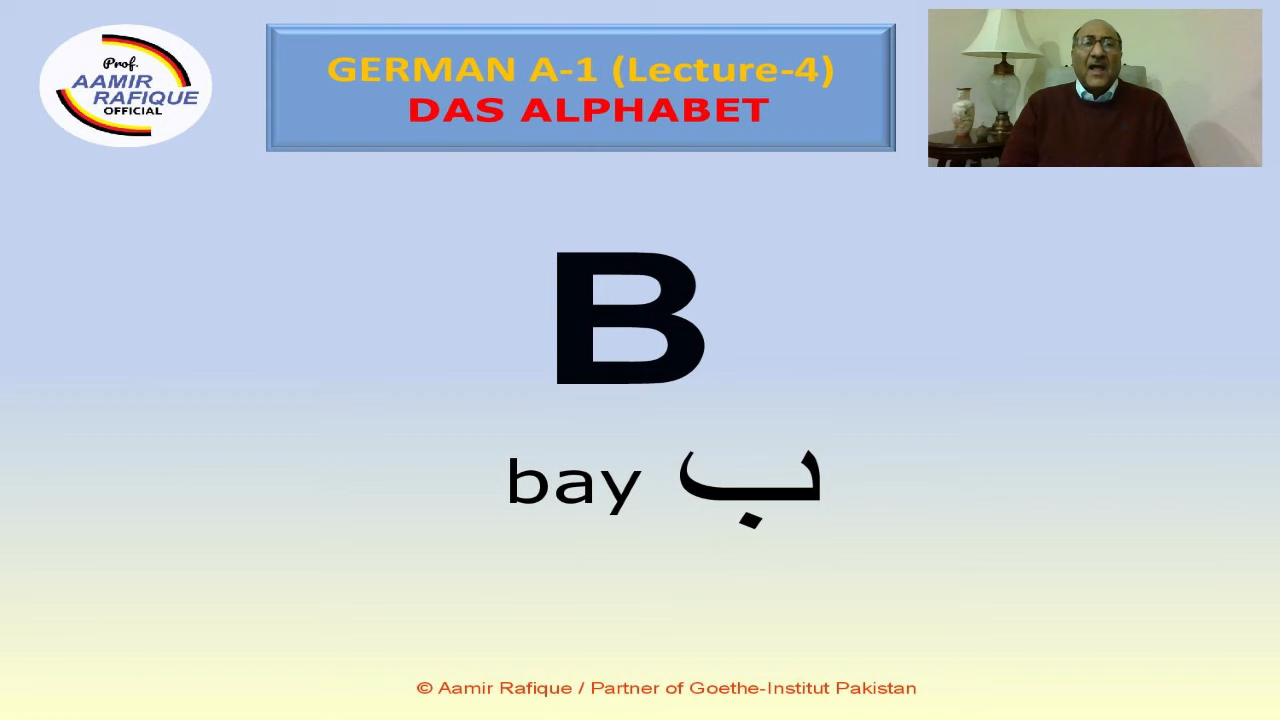 Prof.
AAMIR
RAFIQUE
OFFICIAL
GERMAN A-1 (Lecture-4)
DAS ALPHABET
B
bay ب
© Aamir Rafique / Partner of Goethe-Institut Pakistan